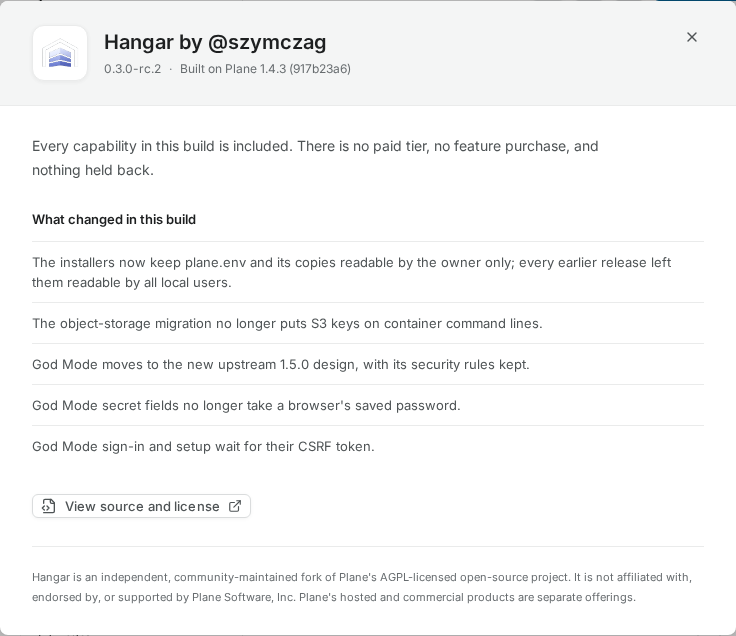 Hangar by @szymczag
0.3.0-rc.2 · Built on Plane 1.4.3 (917b23a6)
Every capability in this build is included. There is no paid tier, no feature purchase, and
nothing held back.
What changed in this build
The installers now keep plane.env and its copies readable by the owner only; every earlier release left
them readable by all local users.
The object-storage migration no longer puts S3 keys on container command lines.
God Mode moves to the new upstream 1.5.0 design, with its security rules kept.
God Mode secret fields no longer take a browser's saved password.
God Mode sign-in and setup wait for their CSRF token.
View source and license
Hangar is an independent, community-maintained fork of Plane's AGPL-licensed open-source project. It is not affiliated with,
endorsed by, or supported by Plane Software, Inc. Plane's hosted and commercial products are separate offerings.